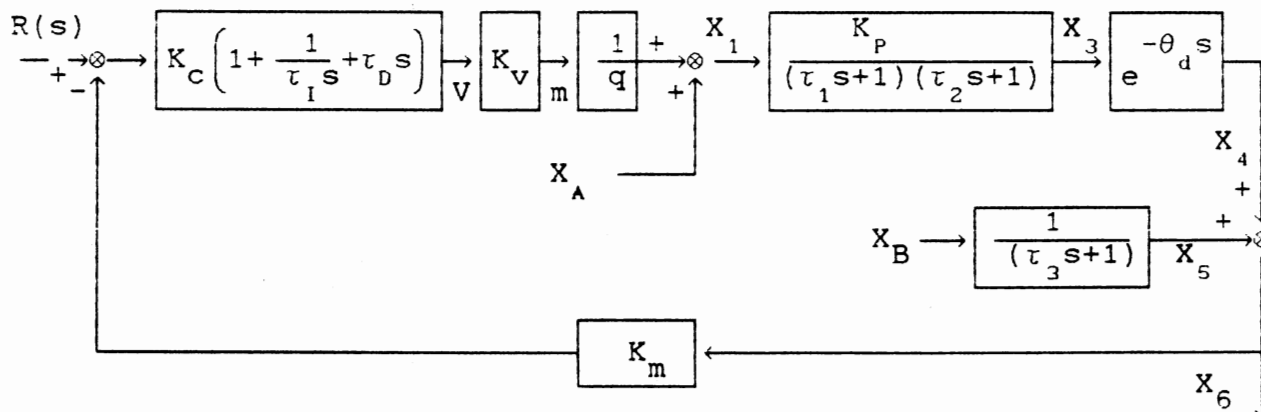 R(s)
+
-
K_C(1+ 1/(τ_I s) +τ_D s)
V
K_v
m
1/q
+
+
X_1
K_P/((τ_1 s+1)(τ_2 s+1))
X_3
e^(-θ_d s)
X_A
X_4
+
+
X_B
1/((τ_3 s+1))
X_5
K_m
X_6